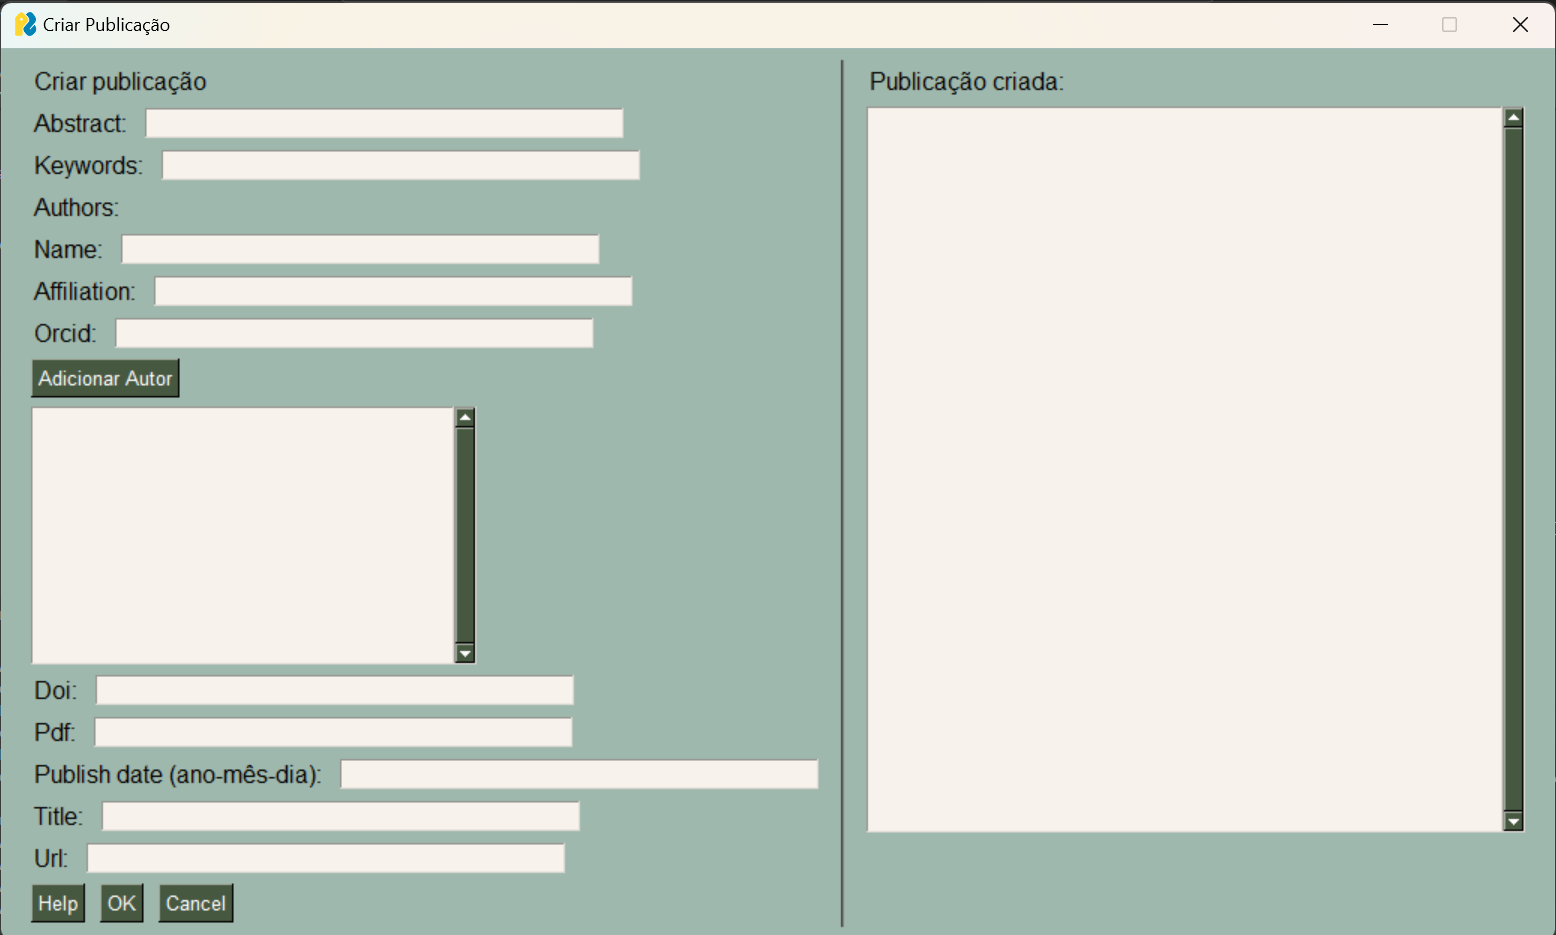 Criar Publicação
Criar publicação
Abstract:
Keywords:
Authors:
Name:
Affiliation:
Orcid:
Adicionar Autor
Doi:
Pdf:
Publish date (ano-mês-dia):
Title:
Url:
Help OK Cancel
Publicação criada: